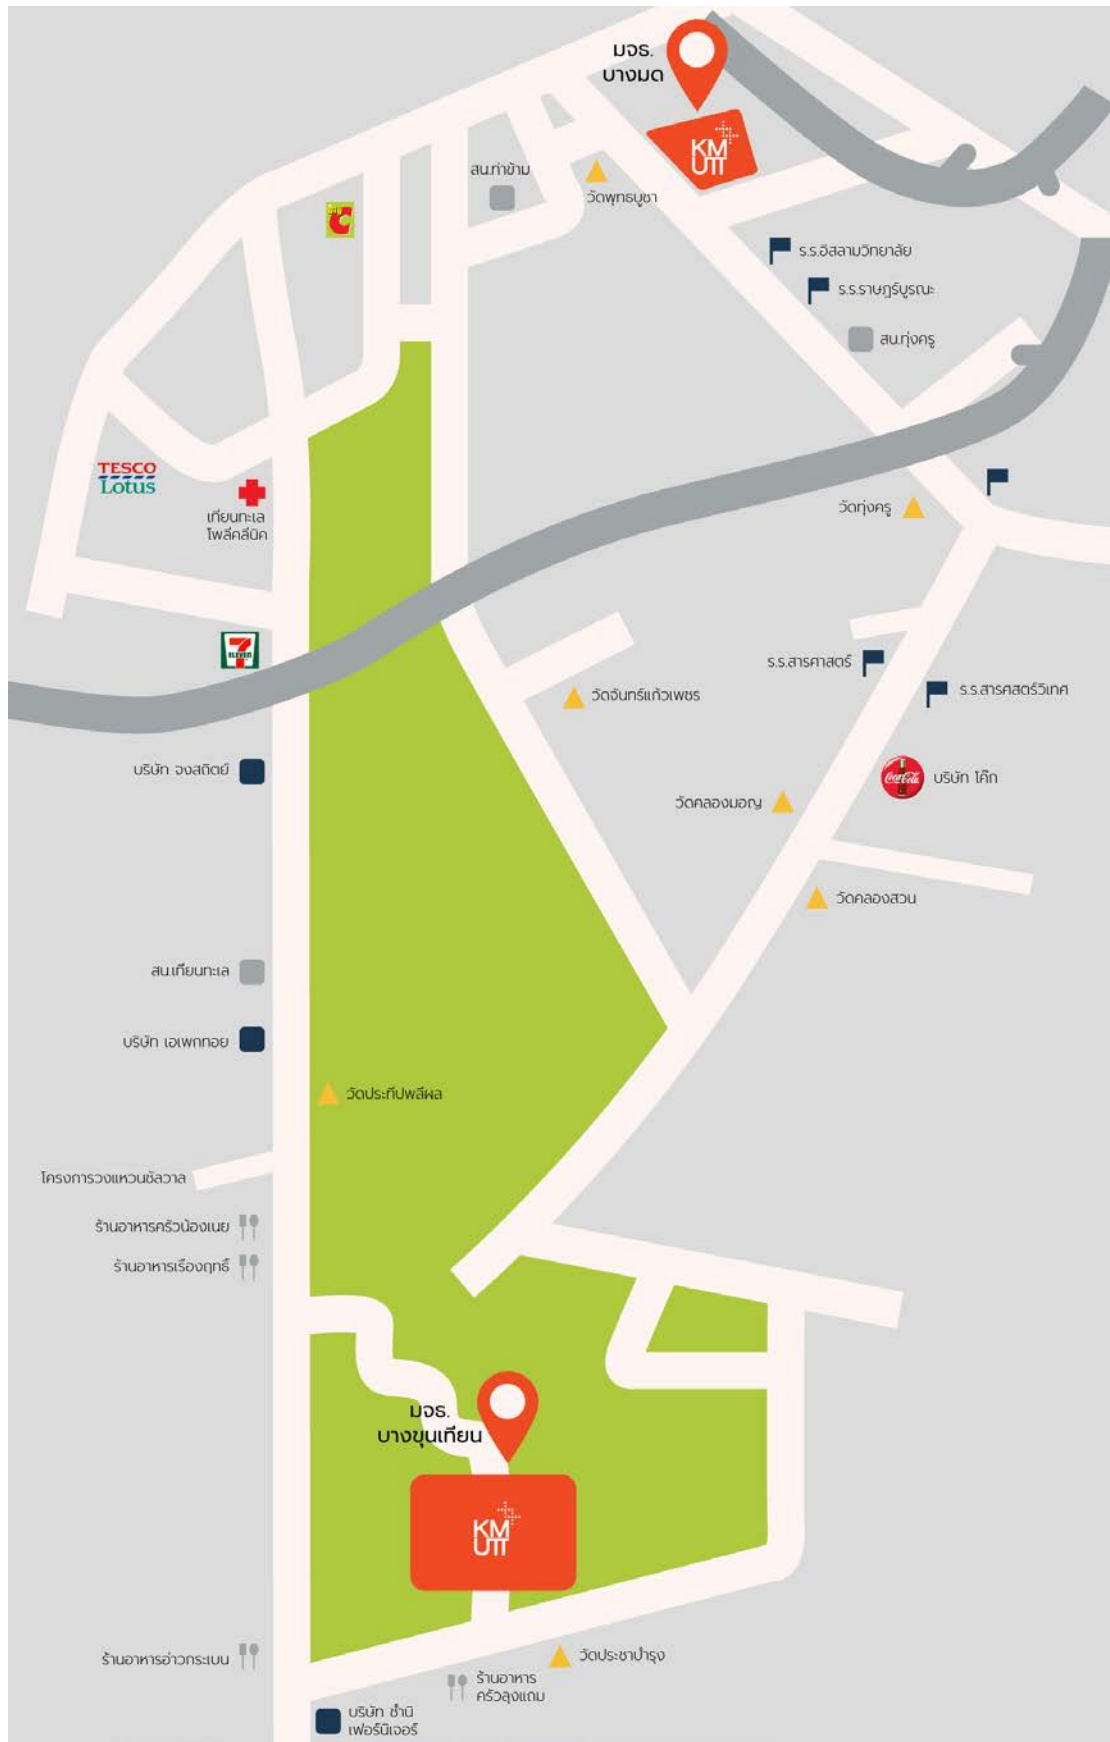 มจธ.
บางมด
KM
UTT
สน.ท่าข้าม
วัดพุทธบูชา
big
C
ร.ร.อิสลามวิทยาลัย
ร.ร.ราษฎร์บูรณะ
สน.ทุ่งครุ
TESCO
Lotus
เทียนทะเล
โพลีคลีนิค
วัดทุ่งครุ
7
ELEVEN
ร.ร.สารศาสตร์
ร.ร.สารศสตร์วิเทศ
วัดจันทร์แก้วเพชร
บริษัท จงสถิตย์
Coca-Cola
บริษัท โค๊ก
วัดคลองมอญ
วัดคลองสวน
สน.เทียนทะเล
บริษัท เอเพกทอย
วัดประทีปพลีผล
โครงการวงแหวนชัลวาล
ร้านอาหารครัวน้องเนย
ร้านอาหารเรืองฤทธิ์
มจธ.
บางขุนเทียน
KM
UTT
ร้านอาหารอ่าวกระเบน
วัดประชาบำรุง
ร้านอาหาร
ครัวลุงแถม
บริษัท ชำนิ
เฟอร์นิเจอร์